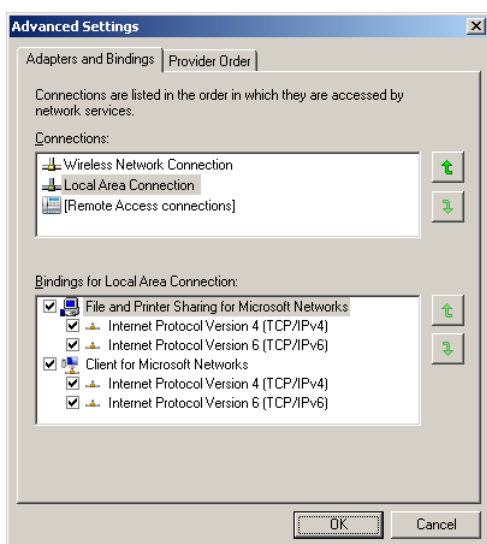 Advanced Settings
Adapters and Bindings Provider Order
Connections are listed in the order in which they are accessed by
network services.
Connections:
Wireless Network Connection
Local Area Connection
[Remote Access connections]
Bindings for Local Area Connection:
File and Printer Sharing for Microsoft Networks
Internet Protocol Version 4 (TCP/IPv4)
Internet Protocol Version 6 (TCP/IPv6)
Client for Microsoft Networks
Internet Protocol Version 4 (TCP/IPv4)
Internet Protocol Version 6 (TCP/IPv6)
OK Cancel